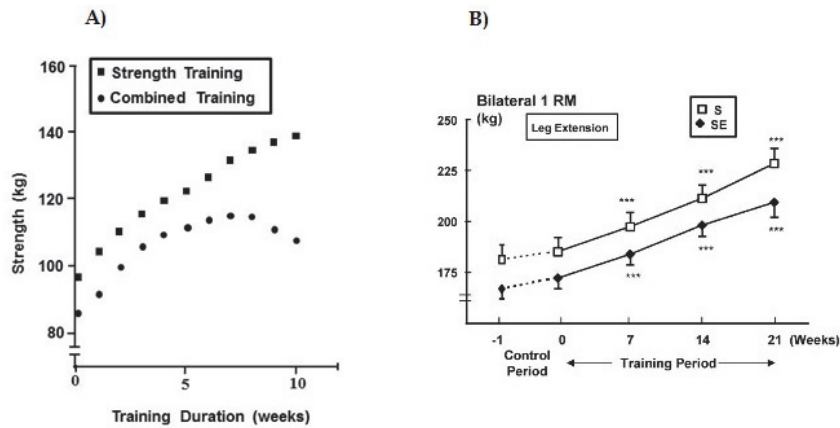 A)
160
140
120
100
80
Strength (kg)
Strength Training
Combined Training
0
5
10
Training Duration (weeks)
B)
Bilateral 1 RM
(kg)
Leg Extension
S
SE
250
225
200
175
***
***
***
***
***
***
-1
0
7
14
21 (Weeks)
Control
Period
Training Period